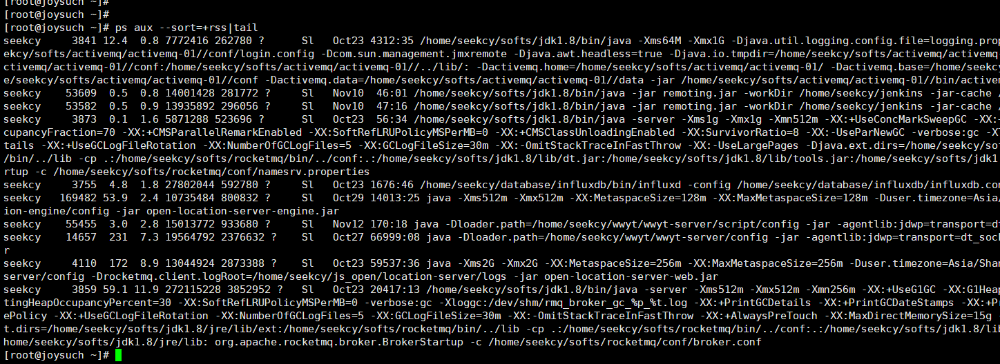 [root@joysuch ~]#
[root@joysuch ~]#
[root@joysuch ~]# ps aux --sort=+rss|tail
seekcy     3841 12.4  0.8 7772416 262780 ?      Sl   Oct23 4312:35 /home/seekcy/softs/jdk1.8/bin/java -Xms64M -Xmx1G -Djava.util.logging.config.file=logging.prop
ekcy/softs/activemq/activemq-01//conf/login.config -Dcom.sun.management.jmxremote -Djava.awt.headless=true -Djava.io.tmpdir=/home/seekcy/softs/activemq/activemq-
ctivemq/activemq-01//conf:/home/seekcy/softs/activemq/activemq-01//../lib/: -Dactivemq.home=/home/seekcy/softs/activemq/activemq-01/ -Dactivemq.base=/home/seekcy
e/seekcy/softs/activemq/activemq-01//conf -Dactivemq.data=/home/seekcy/softs/activemq/activemq-01//data -jar /home/seekcy/softs/activemq/activemq-01//bin/activem
seekcy    53609  0.5  0.8 14001428 281772 ?     Sl   Nov10  46:01 /home/seekcy/softs/jdk1.8/bin/java -jar remoting.jar -workDir /home/seekcy/jenkins -jar-cache /
seekcy    53582  0.5  0.9 13935892 296056 ?     Sl   Nov10  47:16 /home/seekcy/softs/jdk1.8/bin/java -jar remoting.jar -workDir /home/seekcy/jenkins -jar-cache /
seekcy     3873  0.1  1.6 5871288 523696 ?      Sl   Oct23  56:34 /home/seekcy/softs/jdk1.8/bin/java -server -Xms1g -Xmx1g -Xmn512m -XX:+UseConcMarkSweepGC -XX:+
cupancyFraction=70 -XX:+CMSParallelRemarkEnabled -XX:SoftRefLRUPolicyMSPerMB=0 -XX:+CMSClassUnloadingEnabled -XX:SurvivorRatio=8 -XX:-UseParNewGC -verbose:gc -Xl
tails -XX:+UseGCLogFileRotation -XX:NumberOfGCLogFiles=5 -XX:GCLogFileSize=30m -XX:-OmitStackTraceInFastThrow -XX:-UseLargePages -Djava.ext.dirs=/home/seekcy/sof
/bin/../lib -cp .:/home/seekcy/softs/rocketmq/bin/../conf:.:/home/seekcy/softs/jdk1.8/lib/dt.jar:/home/seekcy/softs/jdk1.8/lib/tools.jar:/home/seekcy/softs/jdk1.
rtup -c /home/seekcy/softs/rocketmq/conf/namesrv.properties
seekcy     3755  4.8  1.8 27802044 592780 ?     Sl   Oct23 1676:46 /home/seekcy/database/influxdb/bin/influxd -config /home/seekcy/database/influxdb/influxdb.con
seekcy   169482 53.9  2.4 10735484 800832 ?     Sl   Oct29 14013:25 java -Xms512m -Xmx512m -XX:MetaspaceSize=128m -XX:MaxMetaspaceSize=128m -Duser.timezone=Asia/
ion-engine/config -jar open-location-server-engine.jar
seekcy    55455  3.0  2.8 15013772 933680 ?     Sl   Nov12 170:18 java -Dloader.path=/home/seekcy/wwyt/wwyt-server/script/config -jar -agentlib:jdwp=transport=dt
seekcy    14657  231  7.3 19564792 2376632 ?    Sl   Oct27 66999:08 java -Dloader.path=/home/seekcy/wwyt/wwyt-server/config -jar -agentlib:jdwp=transport=dt_sock
r
seekcy     4110  172  8.9 13044924 2873388 ?    Sl   Oct23 59537:36 java -Xms2G -Xmx2G -XX:MetaspaceSize=256m -XX:MaxMetaspaceSize=256m -Duser.timezone=Asia/Shan
server/config -Drocketmq.client.logRoot=/home/seekcy/js_open/location-server/logs -jar open-location-server-web.jar
seekcy     3859 59.1 11.9 272115228 3852952 ?   Sl   Oct23 20417:13 /home/seekcy/softs/jdk1.8/bin/java -server -Xms512m -Xmx512m -Xmn256m -XX:+UseG1GC -XX:G1Heap
tingHeapOccupancyPercent=30 -XX:SoftRefLRUPolicyMSPerMB=0 -verbose:gc -Xloggc:/dev/shm/rmq_broker_gc_%p_%t.log -XX:+PrintGCDetails -XX:+PrintGCDateStamps -XX:+Pr
ePolicy -XX:+UseGCLogFileRotation -XX:NumberOfGCLogFiles=5 -XX:GCLogFileSize=30m -XX:-OmitStackTraceInFastThrow -XX:+AlwaysPreTouch -XX:MaxDirectMemorySize=15g -
t.dirs=/home/seekcy/softs/jdk1.8/jre/lib/ext:/home/seekcy/softs/rocketmq/bin/../lib -cp .:/home/seekcy/softs/rocketmq/bin/../conf:.:/home/seekcy/softs/jdk1.8/lib
home/seekcy/softs/jdk1.8/jre/lib: org.apache.rocketmq.broker.BrokerStartup -c /home/seekcy/softs/rocketmq/conf/broker.conf
[root@joysuch ~]#